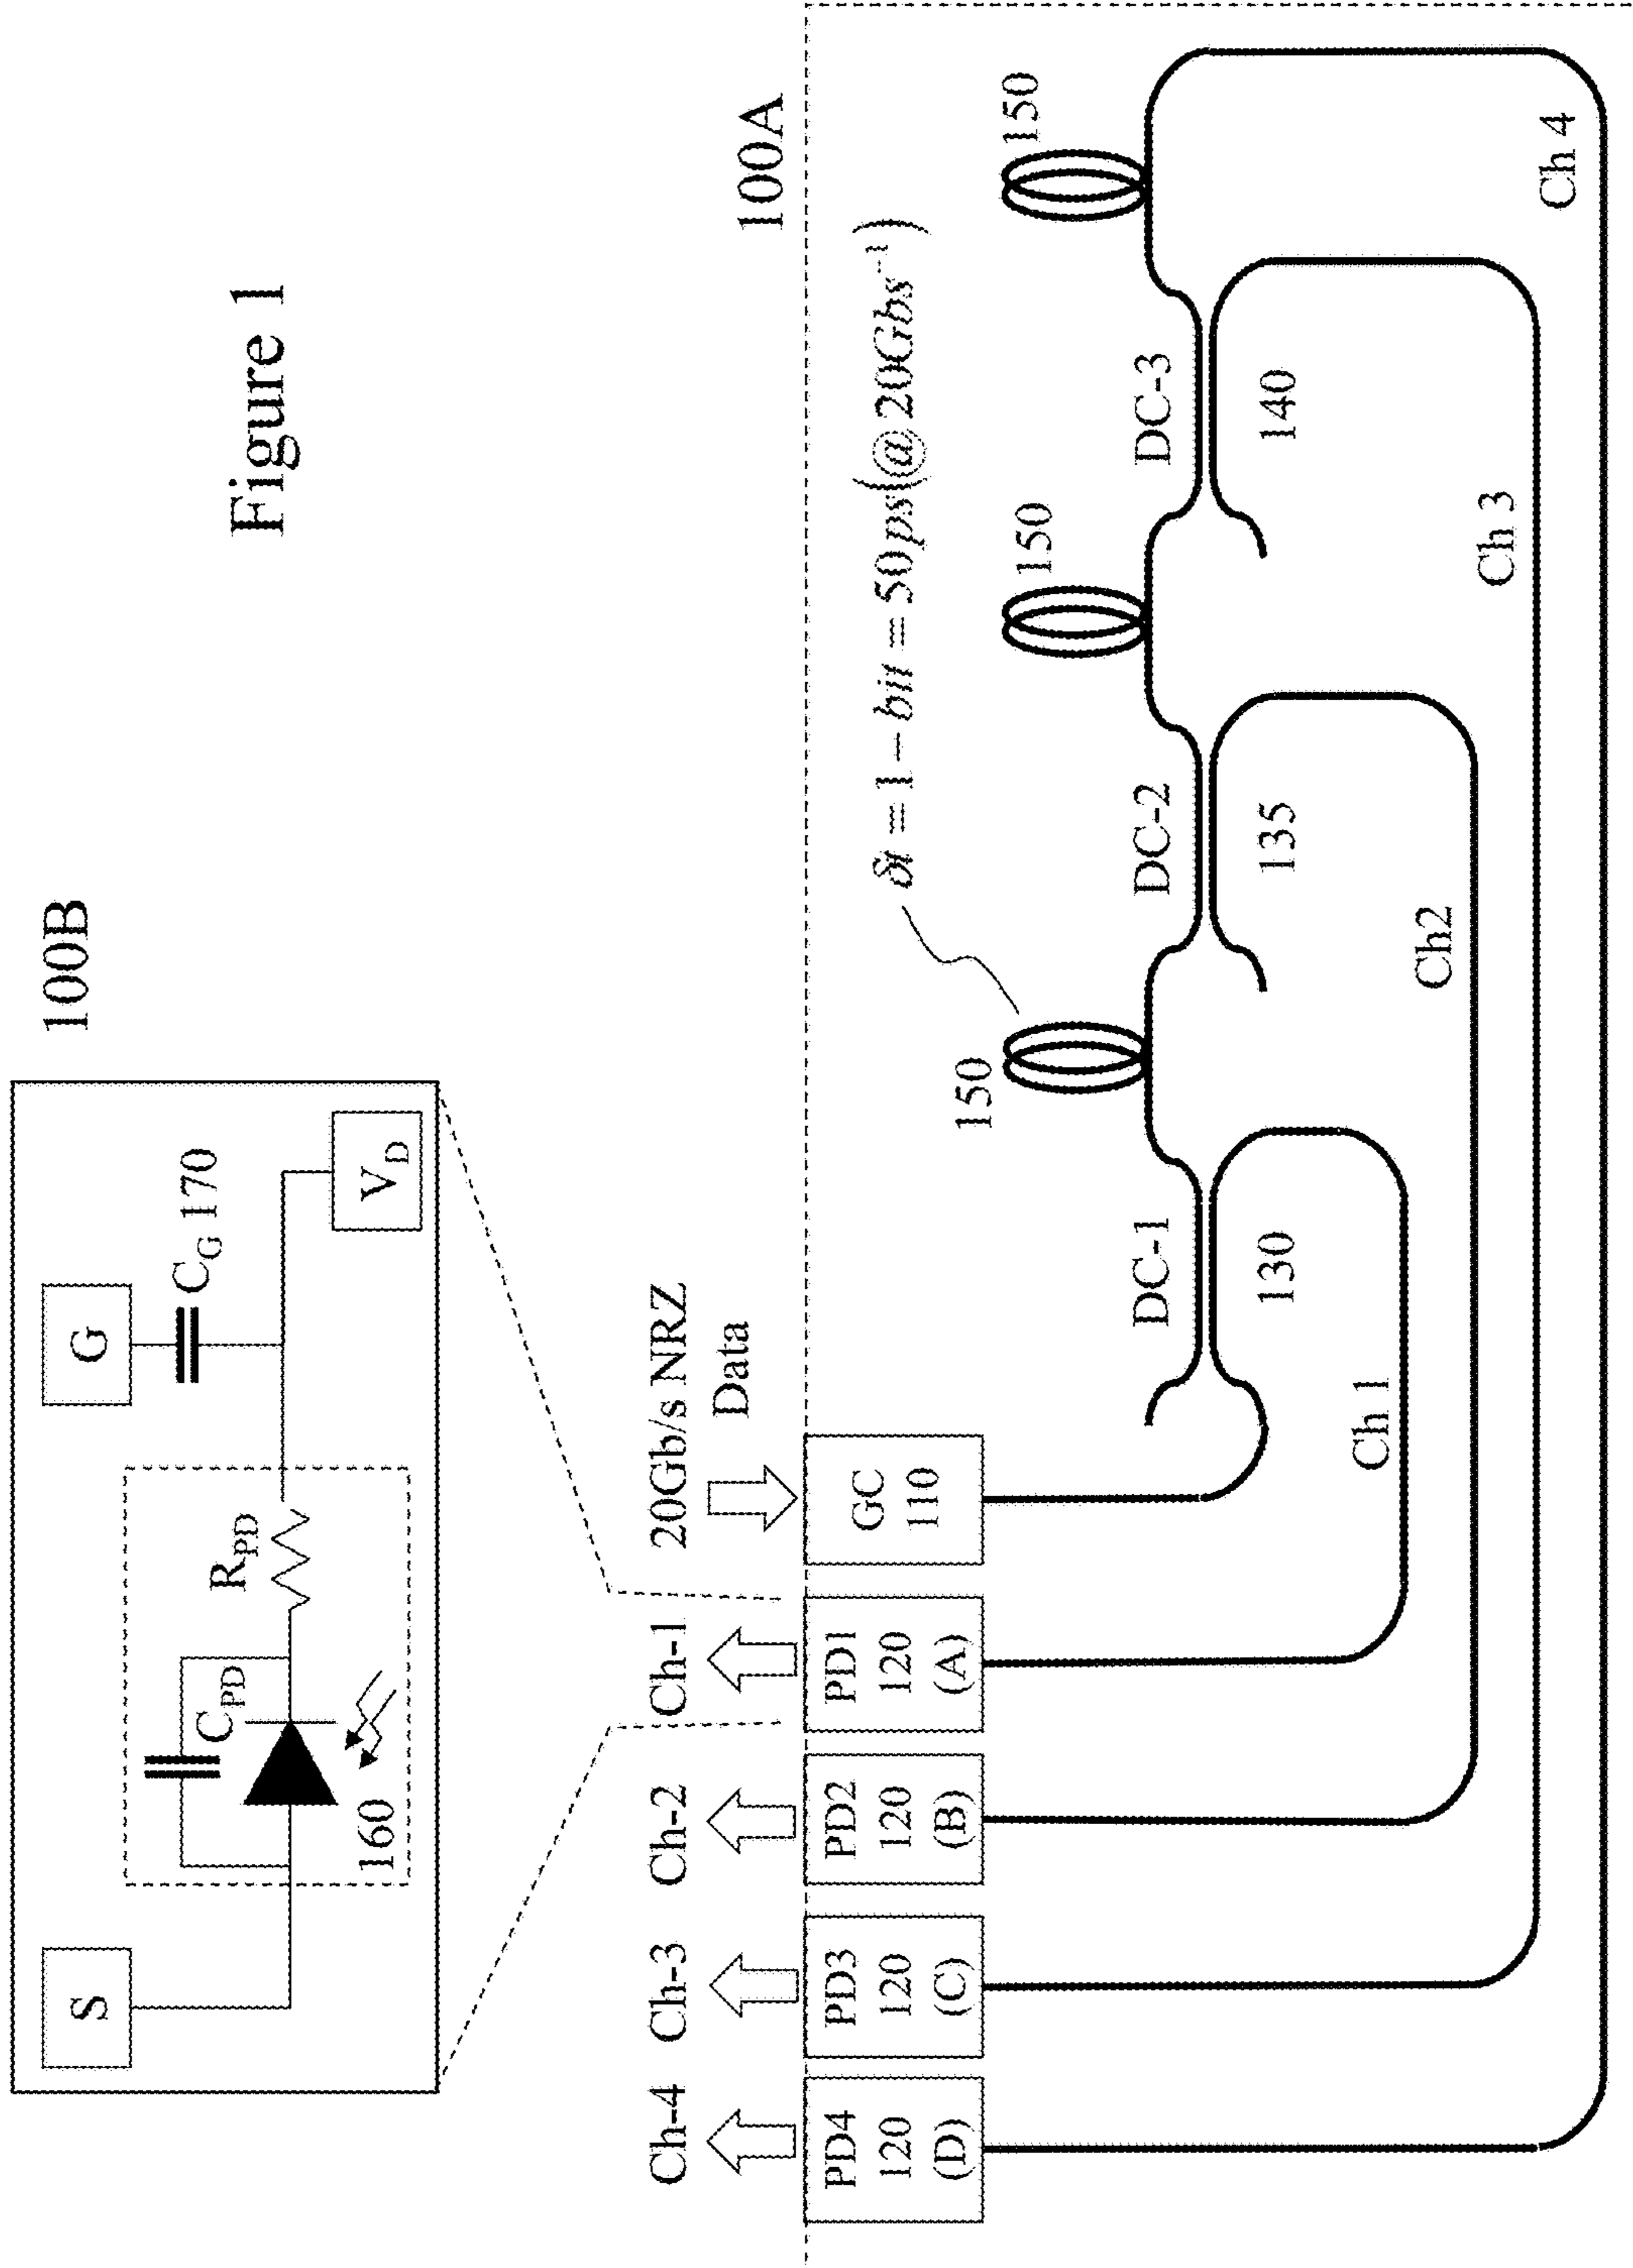 Figure 1
100B
S
G
C_PD
R_PD
C_G 170
V_D
160
100A
Ch-4
Ch-3
Ch-2
Ch-1
20Gb/s NRZ
Data
PD4
120
(D)
PD3
120
(C)
PD2
120
(B)
PD1
120
(A)
GC
110
150
150
150
δt = 1 − bit = 50ps(@20Gbs⁻¹)
DC-1
DC-2
DC-3
130
135
140
Ch 1
Ch2
Ch 3
Ch 4